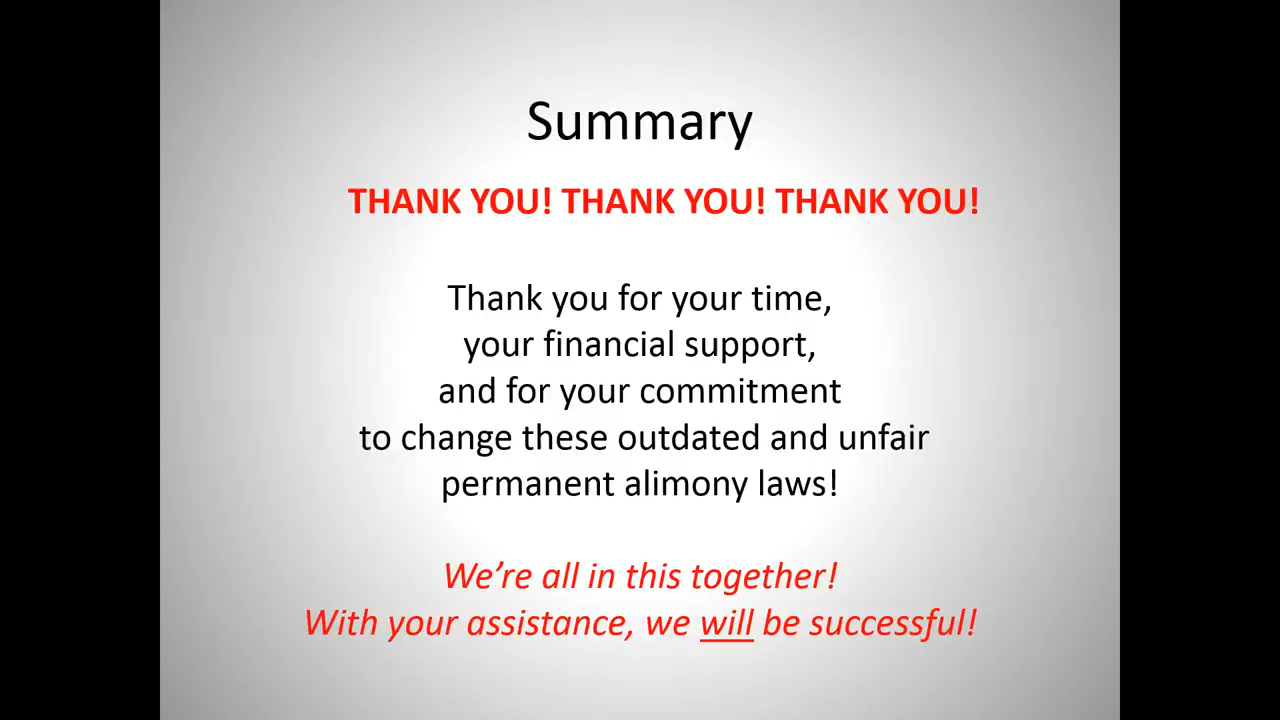 Summary
THANK YOU! THANK YOU! THANK YOU!
Thank you for your time,
your financial support,
and for your commitment
to change these outdated and unfair
permanent alimony laws!
We’re all in this together!
With your assistance, we will be successful!